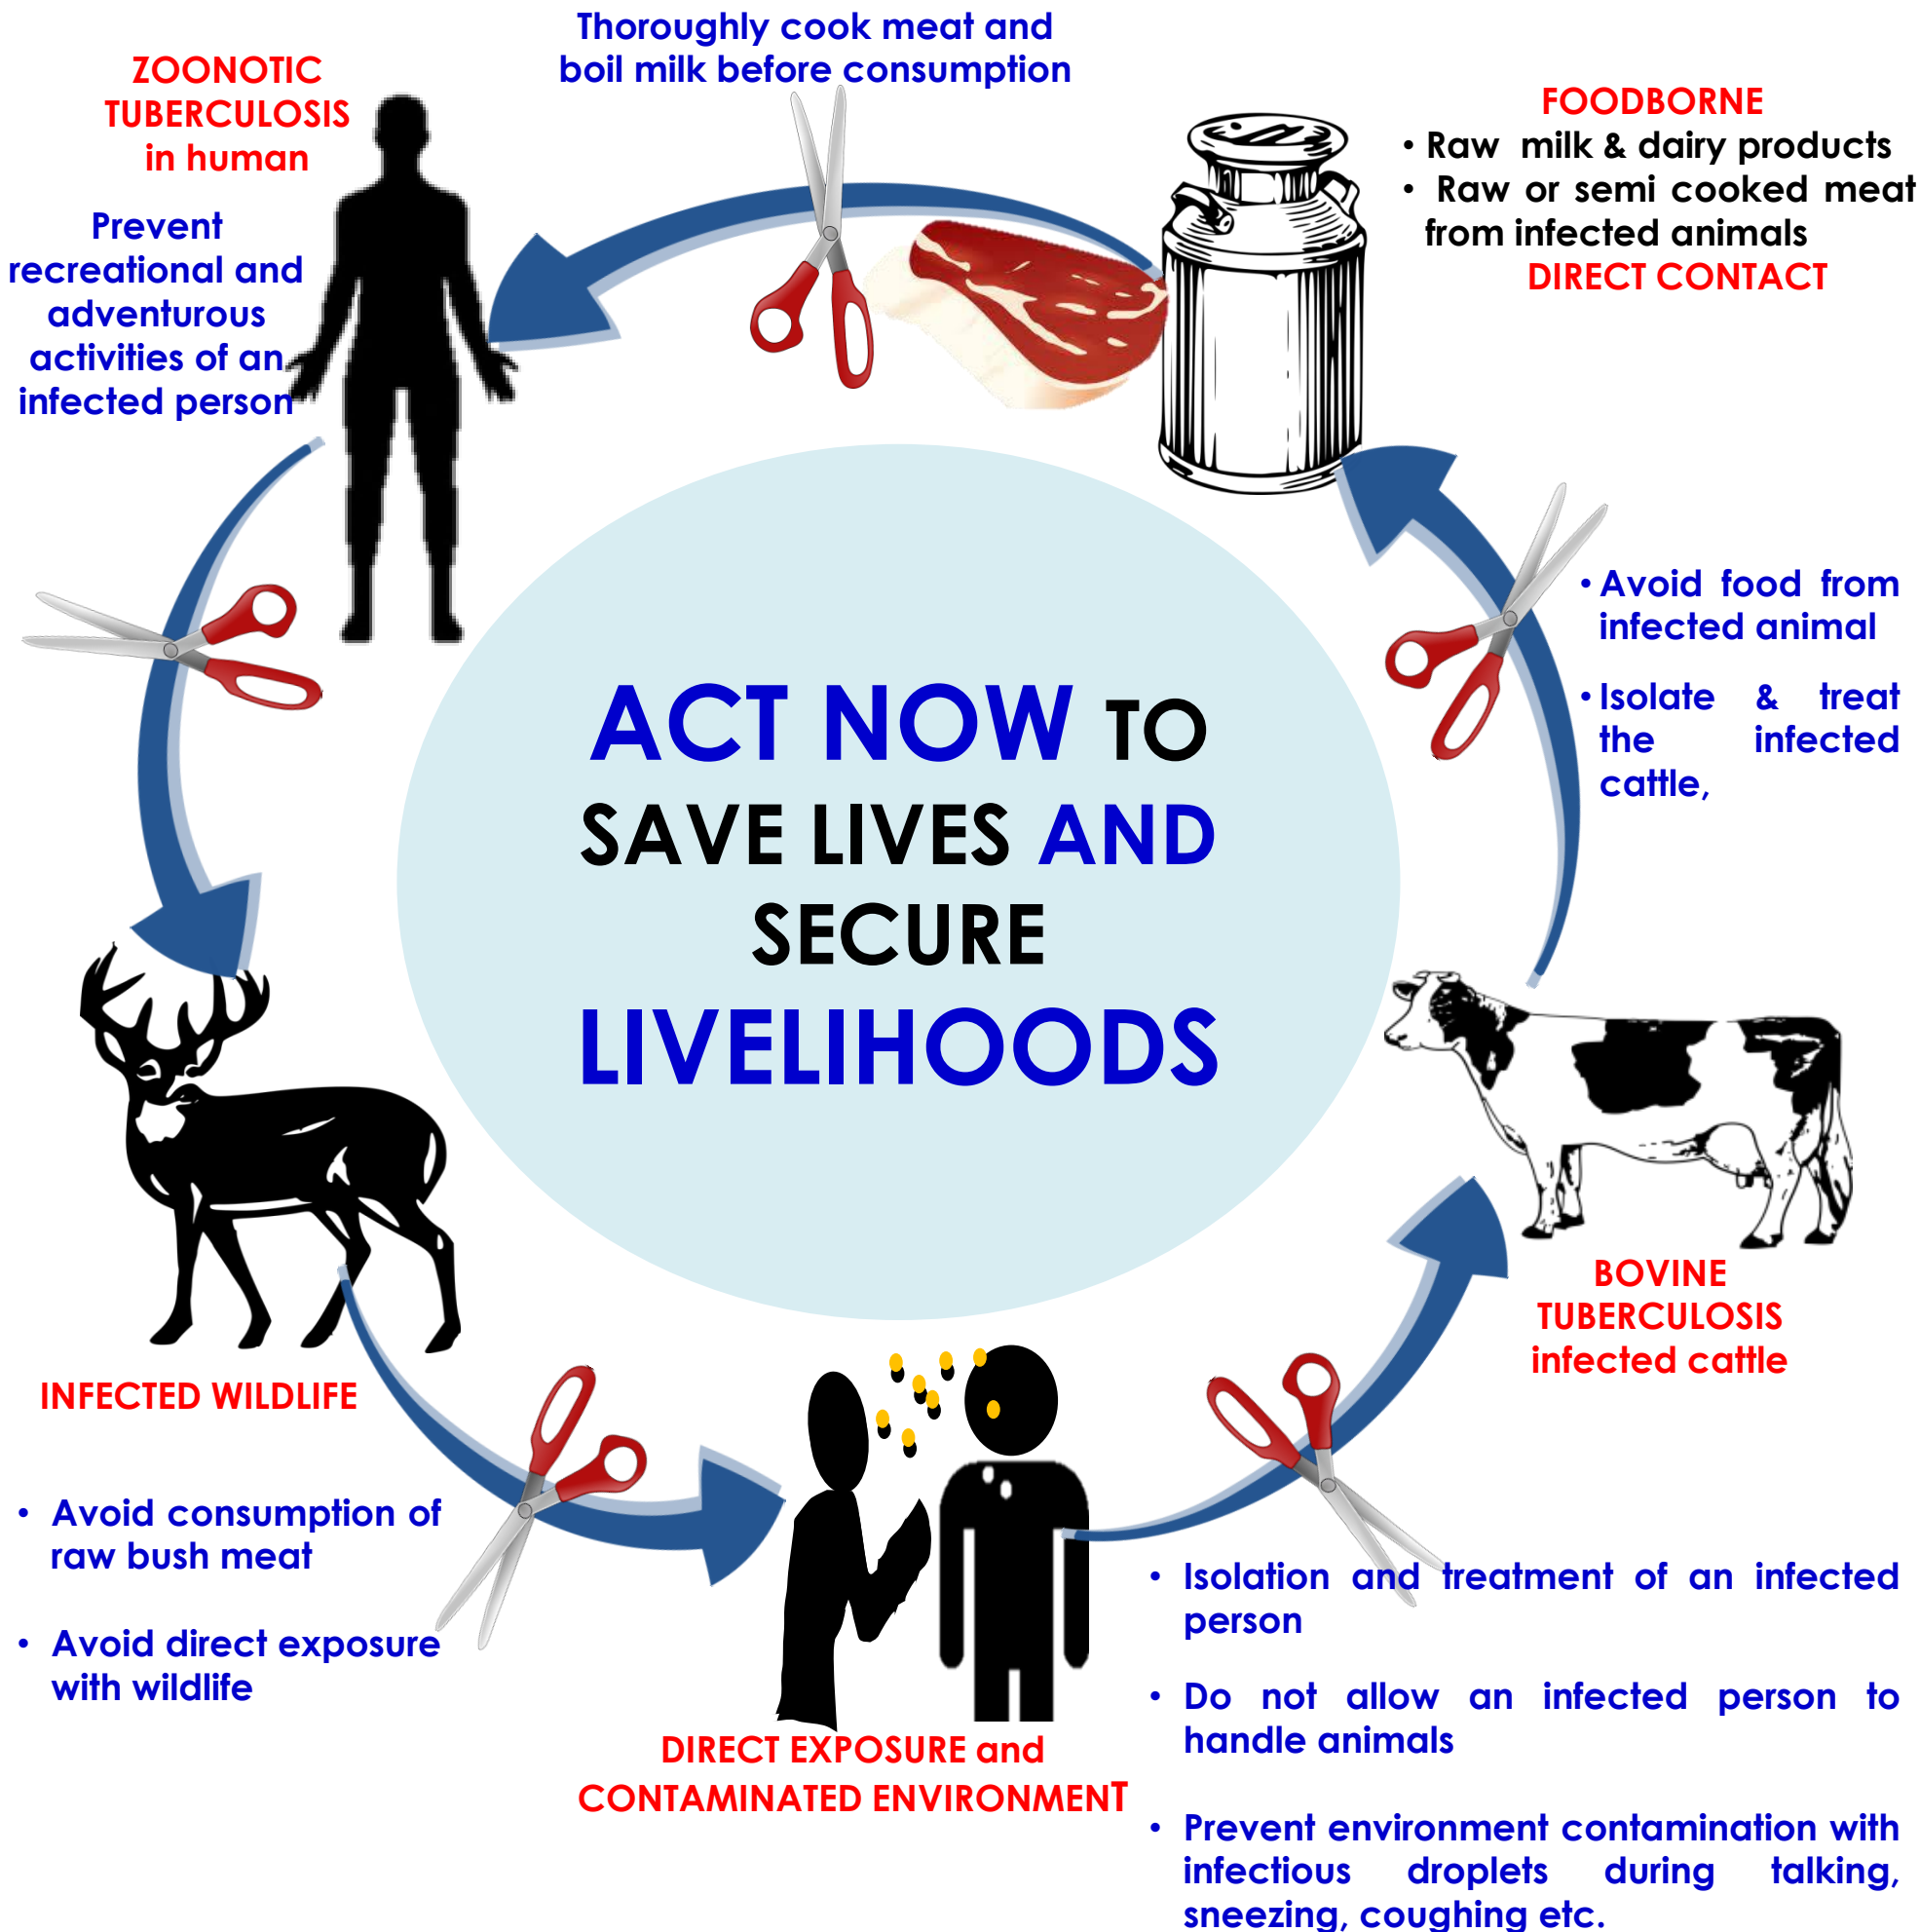 Thoroughly cook meat and
boil milk before consumption
ZOONOTIC
TUBERCULOSIS
in human
Prevent
recreational and
adventurous
activities of an
infected person
FOODBORNE
• Raw milk & dairy products
• Raw or semi cooked meat
from infected animals
DIRECT CONTACT
• Avoid food from
infected animal
• Isolate & treat
the infected
cattle,
ACT NOW TO
SAVE LIVES AND
SECURE
LIVELIHOODS
BOVINE
TUBERCULOSIS
infected cattle
INFECTED WILDLIFE
• Avoid consumption of
raw bush meat
• Avoid direct exposure
with wildlife
DIRECT EXPOSURE and
CONTAMINATED ENVIRONMENT
• Isolation and treatment of an infected
person
• Do not allow an infected person to
handle animals
• Prevent environment contamination with
infectious droplets during talking,
sneezing, coughing etc.